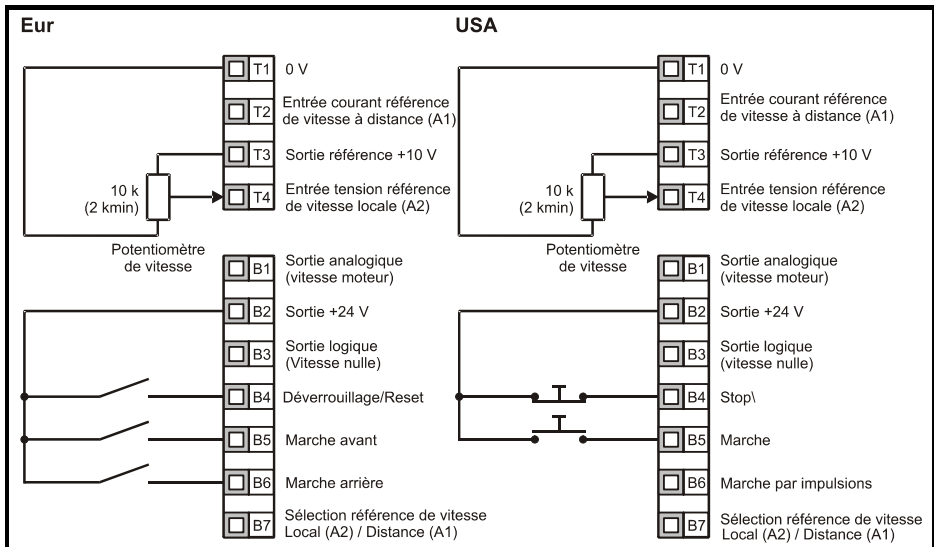 Eur
T1 0 V
T2 Entrée courant référence
de vitesse à distance (A1)
T3 Sortie référence +10 V
10 k
(2 kmin)
T4 Entrée tension référence
de vitesse locale (A2)
Potentiomètre
de vitesse
B1 Sortie analogique
(vitesse moteur)
B2 Sortie +24 V
B3 Sortie logique
(Vitesse nulle)
B4 Déverrouillage/Reset
B5 Marche avant
B6 Marche arrière
B7 Sélection référence de vitesse
Local (A2) / Distance (A1)
USA
T1 0 V
T2 Entrée courant référence
de vitesse à distance (A1)
T3 Sortie référence +10 V
10 k
(2 kmin)
T4 Entrée tension référence
de vitesse locale (A2)
Potentiomètre
de vitesse
B1 Sortie analogique
(vitesse moteur)
B2 Sortie +24 V
B3 Sortie logique
(vitesse nulle)
B4 Stop\
B5 Marche
B6 Marche par impulsions
B7 Sélection référence de vitesse
Local (A2) / Distance (A1)